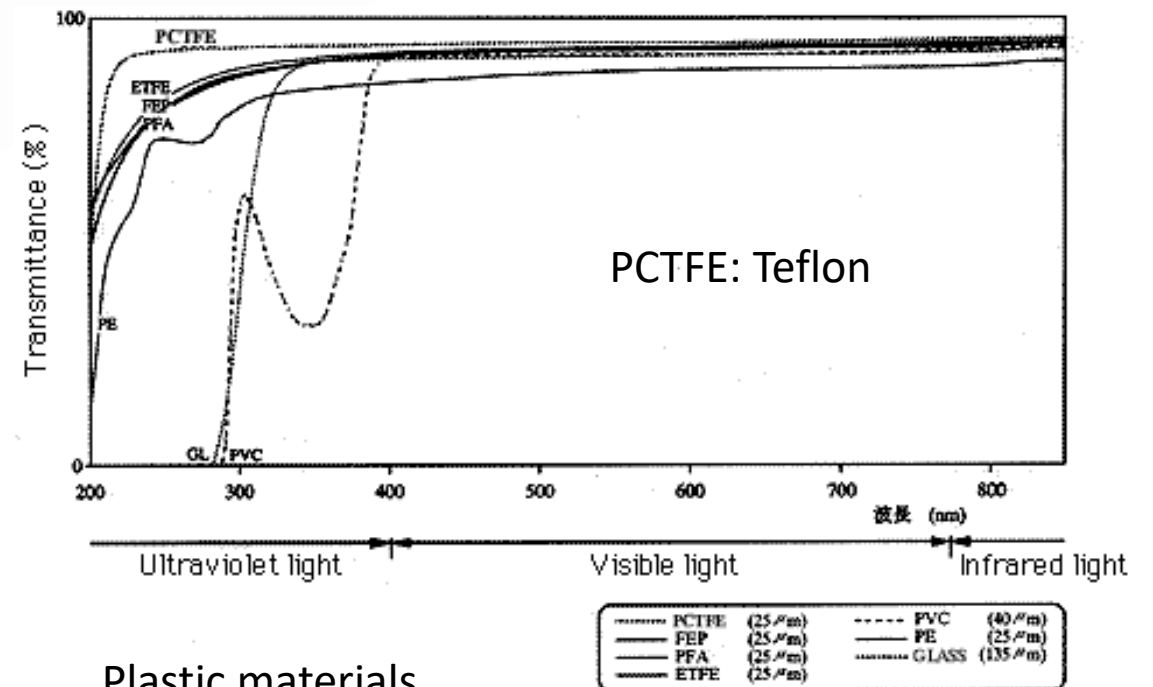 100
PCTFE
ETFE
FEP
PFA
Transmittance (%)
PCTFE: Teflon
PE
GL PVC
0
200 300 400 500 600 700 800
波長 (nm)
Ultraviolet light Visible light Infrared light
PCTFE (25μm) PVC (40μm)
FEP (25μm) PE (25μm)
PFA (25μm) GLASS (135μm)
ETFE (25μm)
Plastic materials